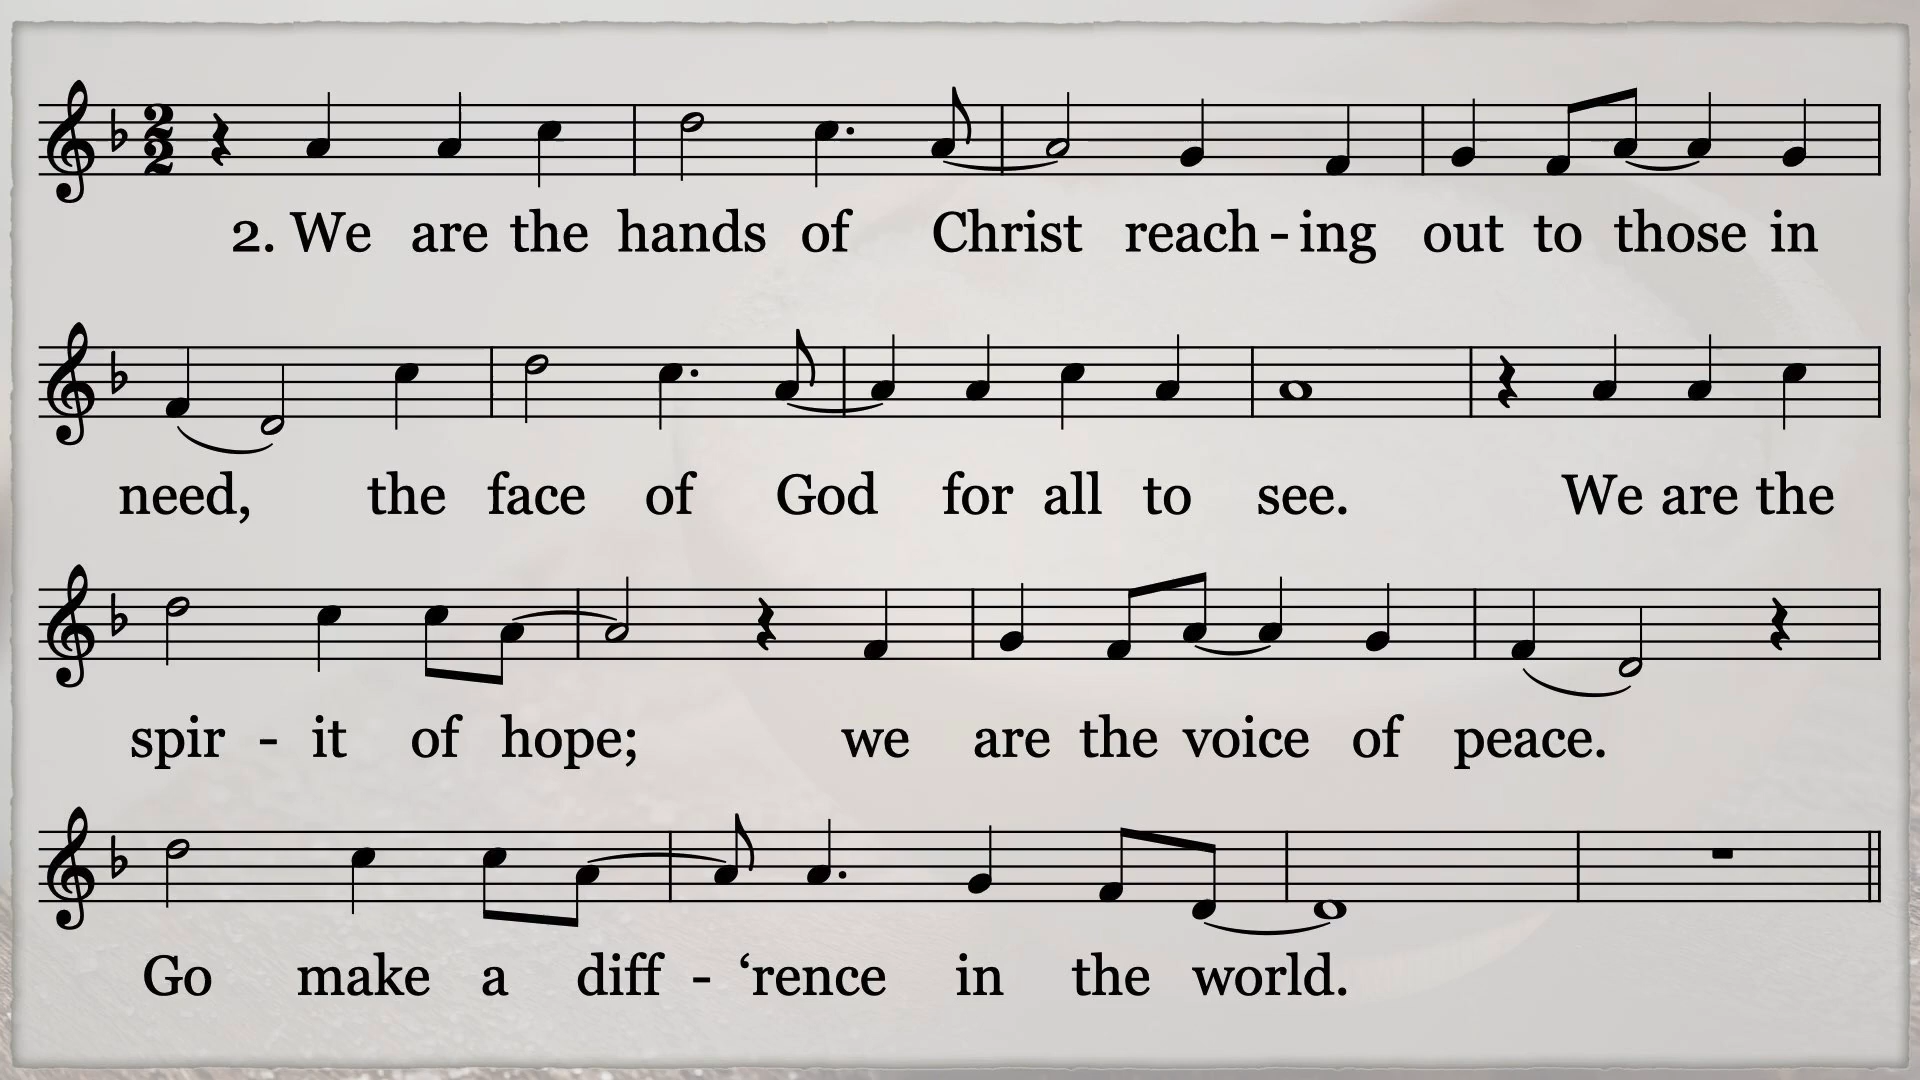 2. We are the hands of Christ reach - ing out to those in
need, the face of God for all to see. We are the
spir - it of hope; we are the voice of peace.
Go make a diff - ‘rence in the world.